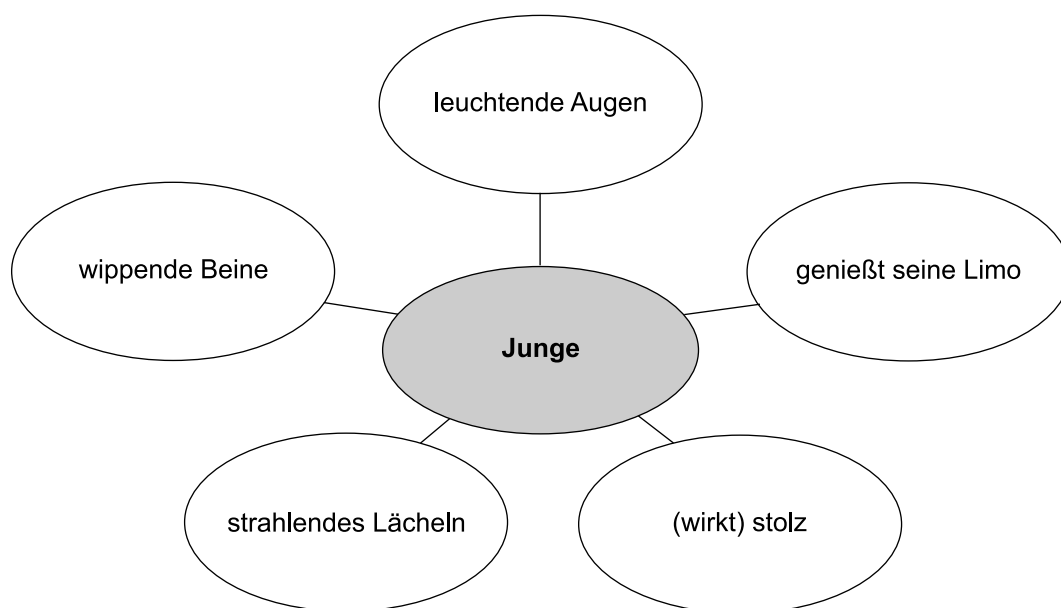 leuchtende Augen
wippende Beine
genießt seine Limo
Junge
strahlendes Lächeln
(wirkt) stolz